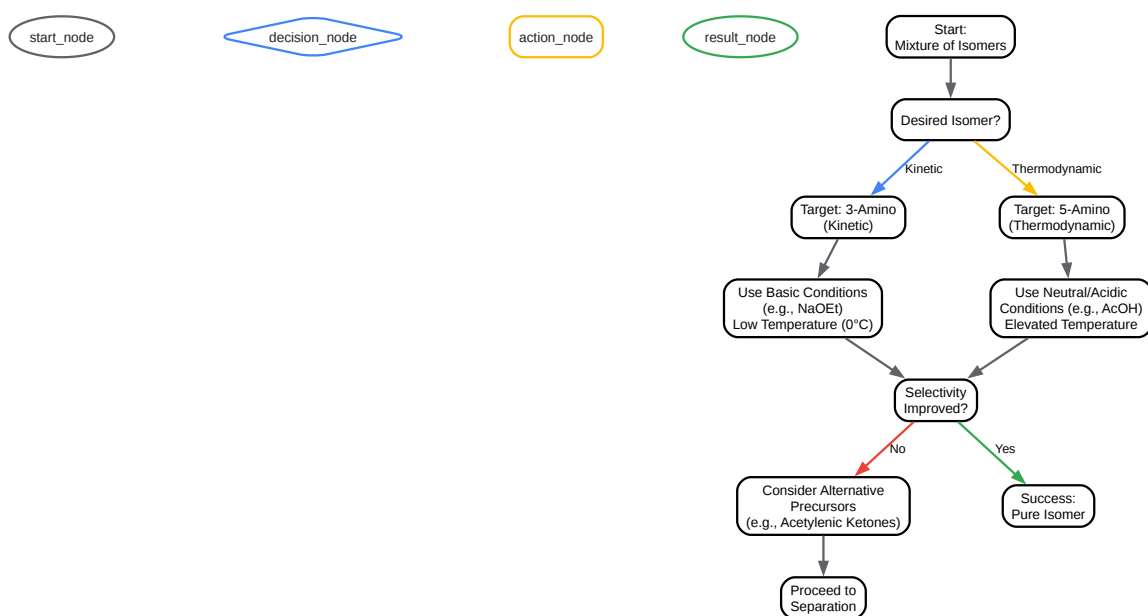 start_node
decision_node
action_node
result_node
Start:
Mixture of Isomers
Desired Isomer?
Kinetic
Thermodynamic
Target: 3-Amino
(Kinetic)
Target: 5-Amino
(Thermodynamic)
Use Basic Conditions
(e.g., NaOEt)
Low Temperature (0°C)
Use Neutral/Acidic
Conditions (e.g., AcOH)
Elevated Temperature
Selectivity
Improved?
No
Yes
Consider Alternative
Precursors
(e.g., Acetylenic Ketones)
Success:
Pure Isomer
Proceed to
Separation